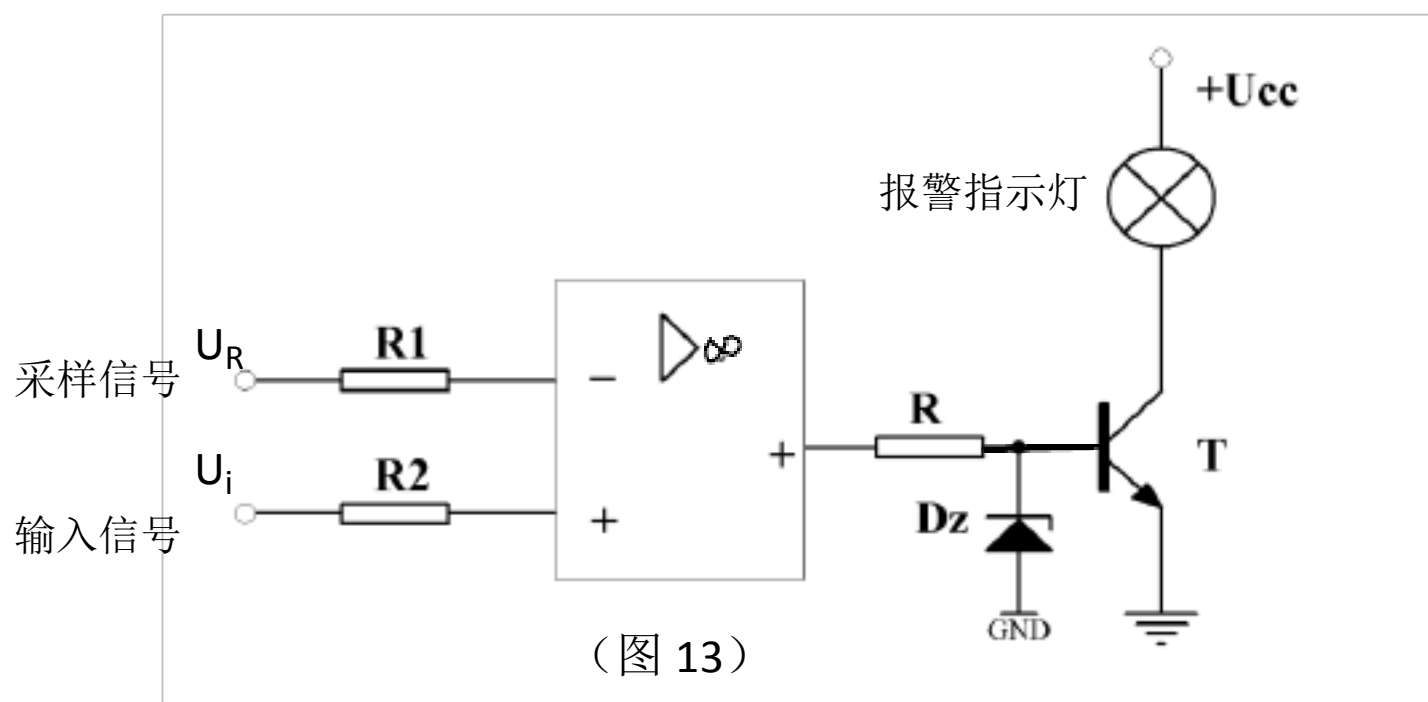 +Ucc
报警指示灯
∞
采样信号 U_R R1 −
R
+
T
输入信号 U_i R2 +
Dz
GND
（图 13）